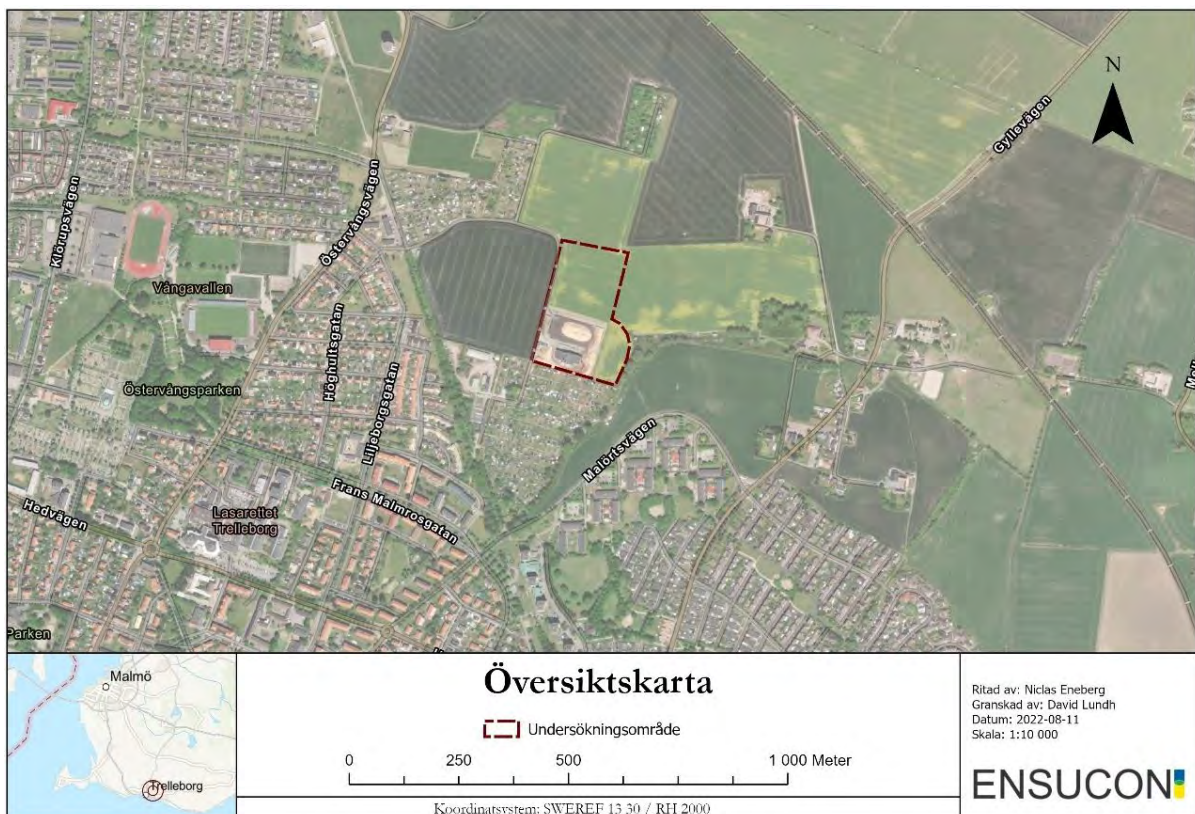 N
Gyllevägen
Östervångsvägen
Klörupsvägen
Vångavallen
Höghultsgatan
Östervångsparken
Liljeborgsgatan
Malörtsvägen
Frans Malmrosgatan
Hedvägen
Lasarettet
Trelleborg
Parken
Malmö
Trelleborg
Översiktskarta
Undersökningsområde
0 250 500 1 000 Meter
Koordinatsystem: SWEREF 13 30 / RH 2000
Ritad av: Niclas Eneberg
Granskad av: David Lundh
Datum: 2022-08-11
Skala: 1:10 000
ENSUCON